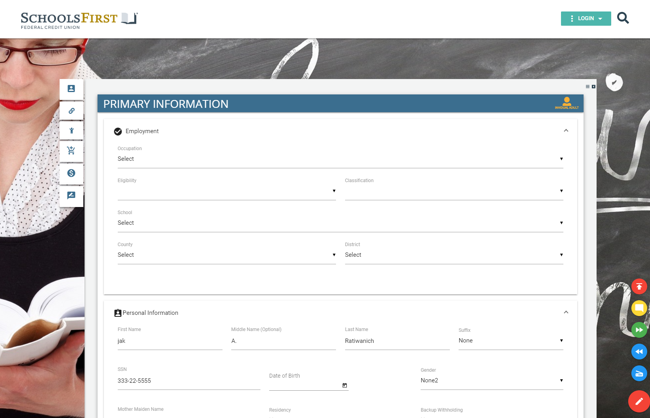 SCHOOLSFIRST
FEDERAL CREDIT UNION
LOGIN
PRIMARY INFORMATION
Employment
Occupation
Select
Eligibility
Classification
School
Select
County
District
Select
Select
Personal Information
First Name
Middle Name (Optional)
Last Name
Suffix
jak
A.
Ratiwanich
None
SSN
Date of Birth
Gender
333-22-5555
None2
Mother Maiden Name
Residency
Backup Withholding